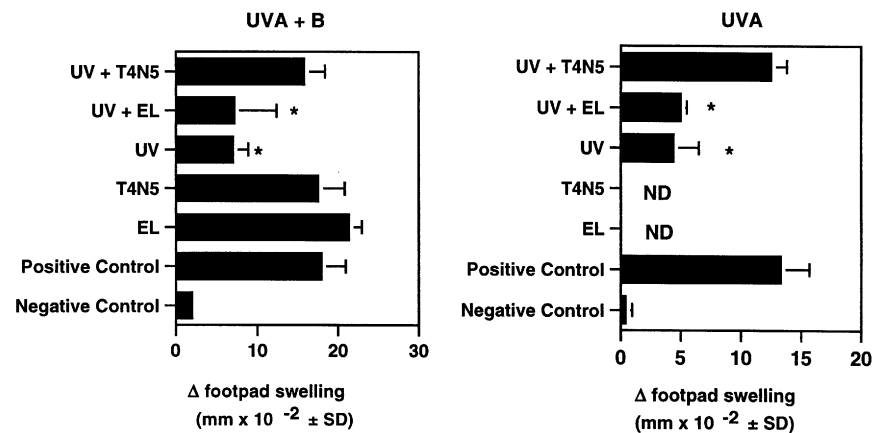 UVA + B
UV + T4N5
UV + EL
*
UV
*
T4N5
EL
Positive Control
Negative Control
0 10 20 30
Δ footpad swelling
(mm x 10 -2 ± SD)
UVA
UV + T4N5
UV + EL
*
UV
*
T4N5 ND
EL ND
Positive Control
Negative Control
0 5 10 15 20
Δ footpad swelling
(mm x 10 -2 ± SD)